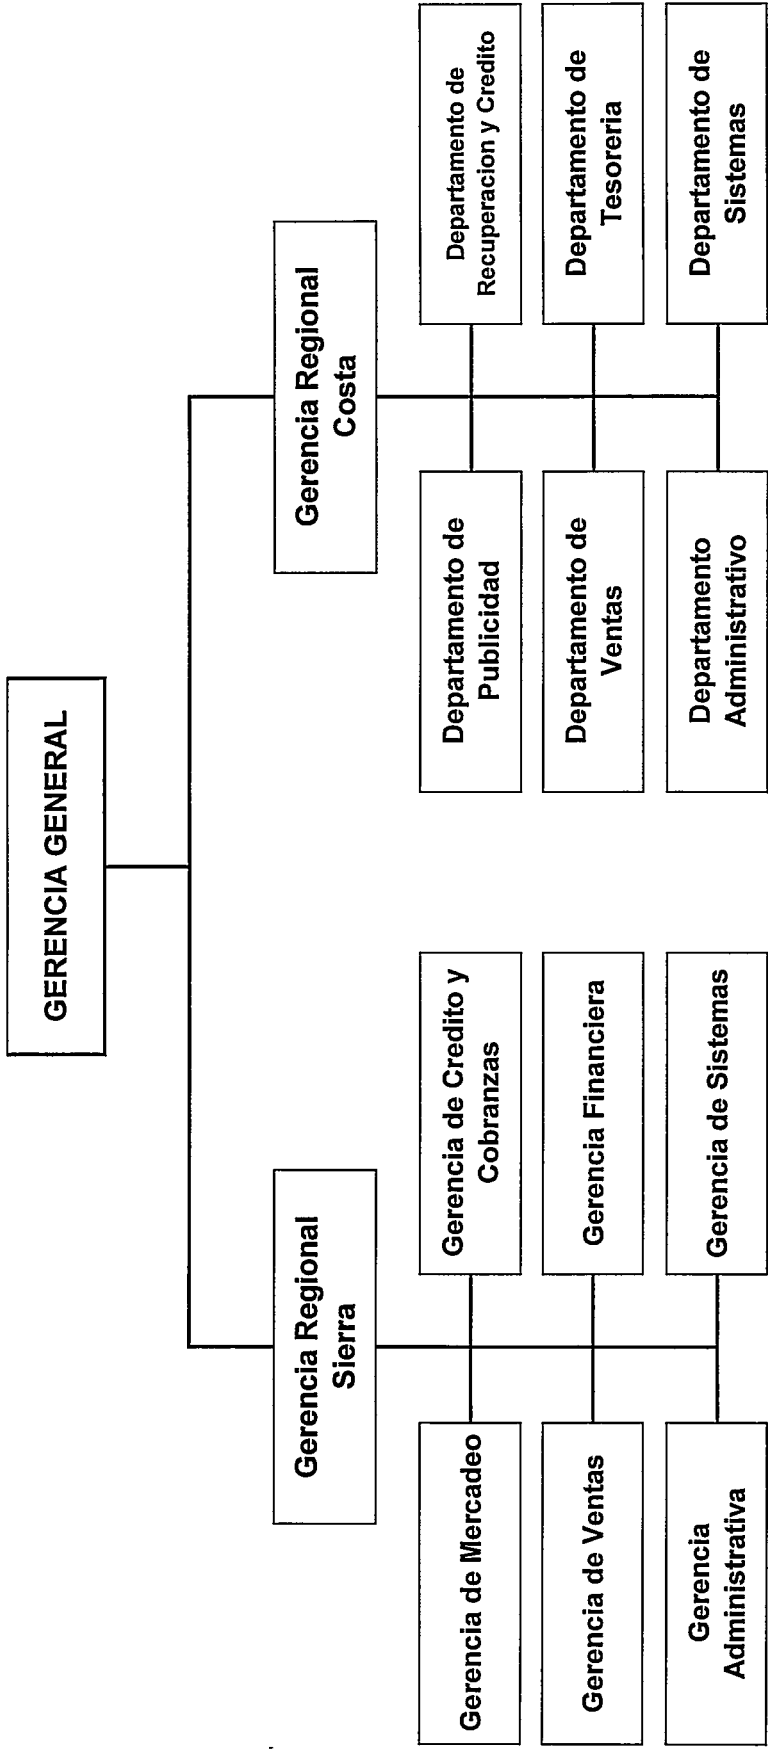 GERENCIA GENERAL
Gerencia Regional
Sierra
Gerencia Regional
Costa
Gerencia de Mercadeo
Gerencia de Credito y
Cobranzas
Departamento de
Publicidad
Departamento de
Recuperacion y Credito
Gerencia de Ventas
Gerencia Financiera
Departamento de
Ventas
Departamento de
Tesoreria
Gerencia
Administrativa
Gerencia de Sistemas
Departamento
Administrativo
Departamento de
Sistemas